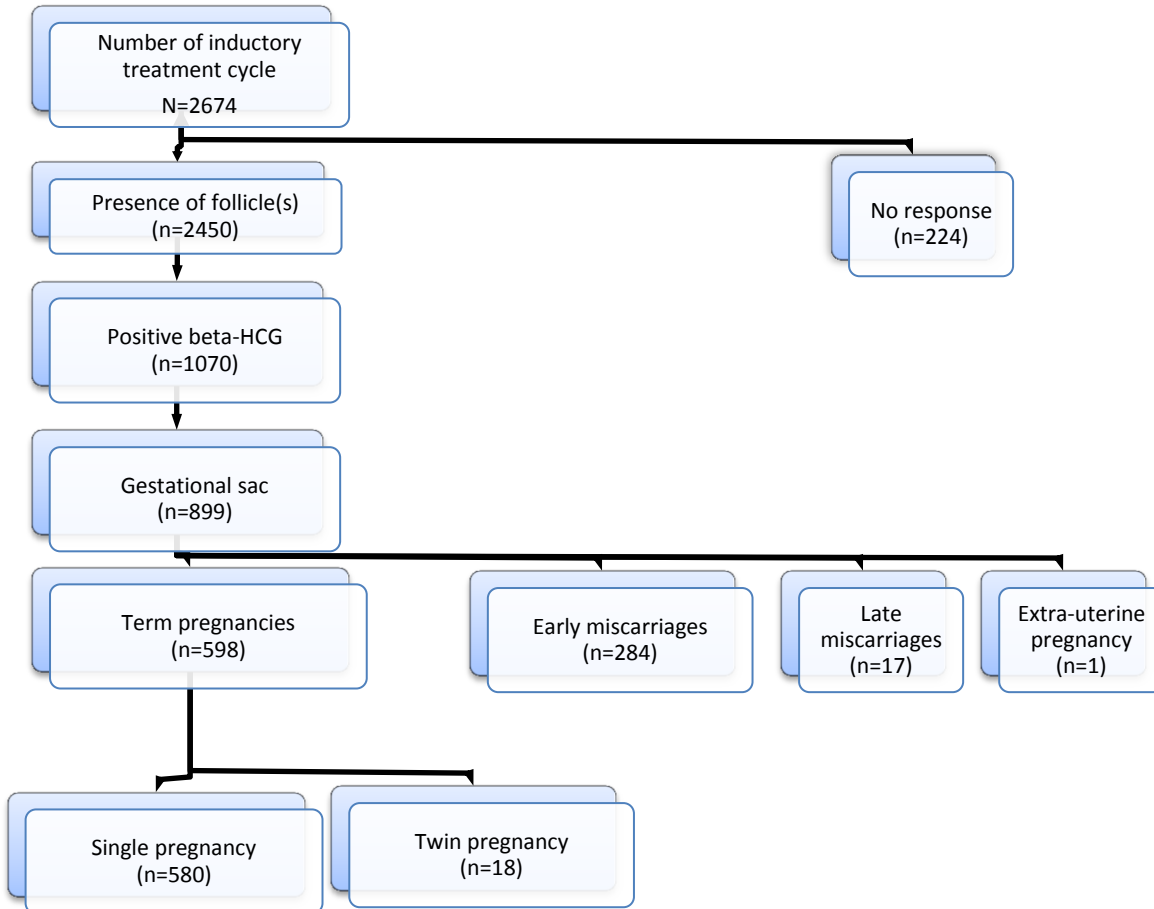 Number of inductory
treatment cycle
N=2674
Presence of follicle(s)
(n=2450)
No response
(n=224)
Positive beta-HCG
(n=1070)
Gestational sac
(n=899)
Term pregnancies
(n=598)
Early miscarriages
(n=284)
Late
miscarriages
(n=17)
Extra-uterine
pregnancy
(n=1)
Single pregnancy
(n=580)
Twin pregnancy
(n=18)